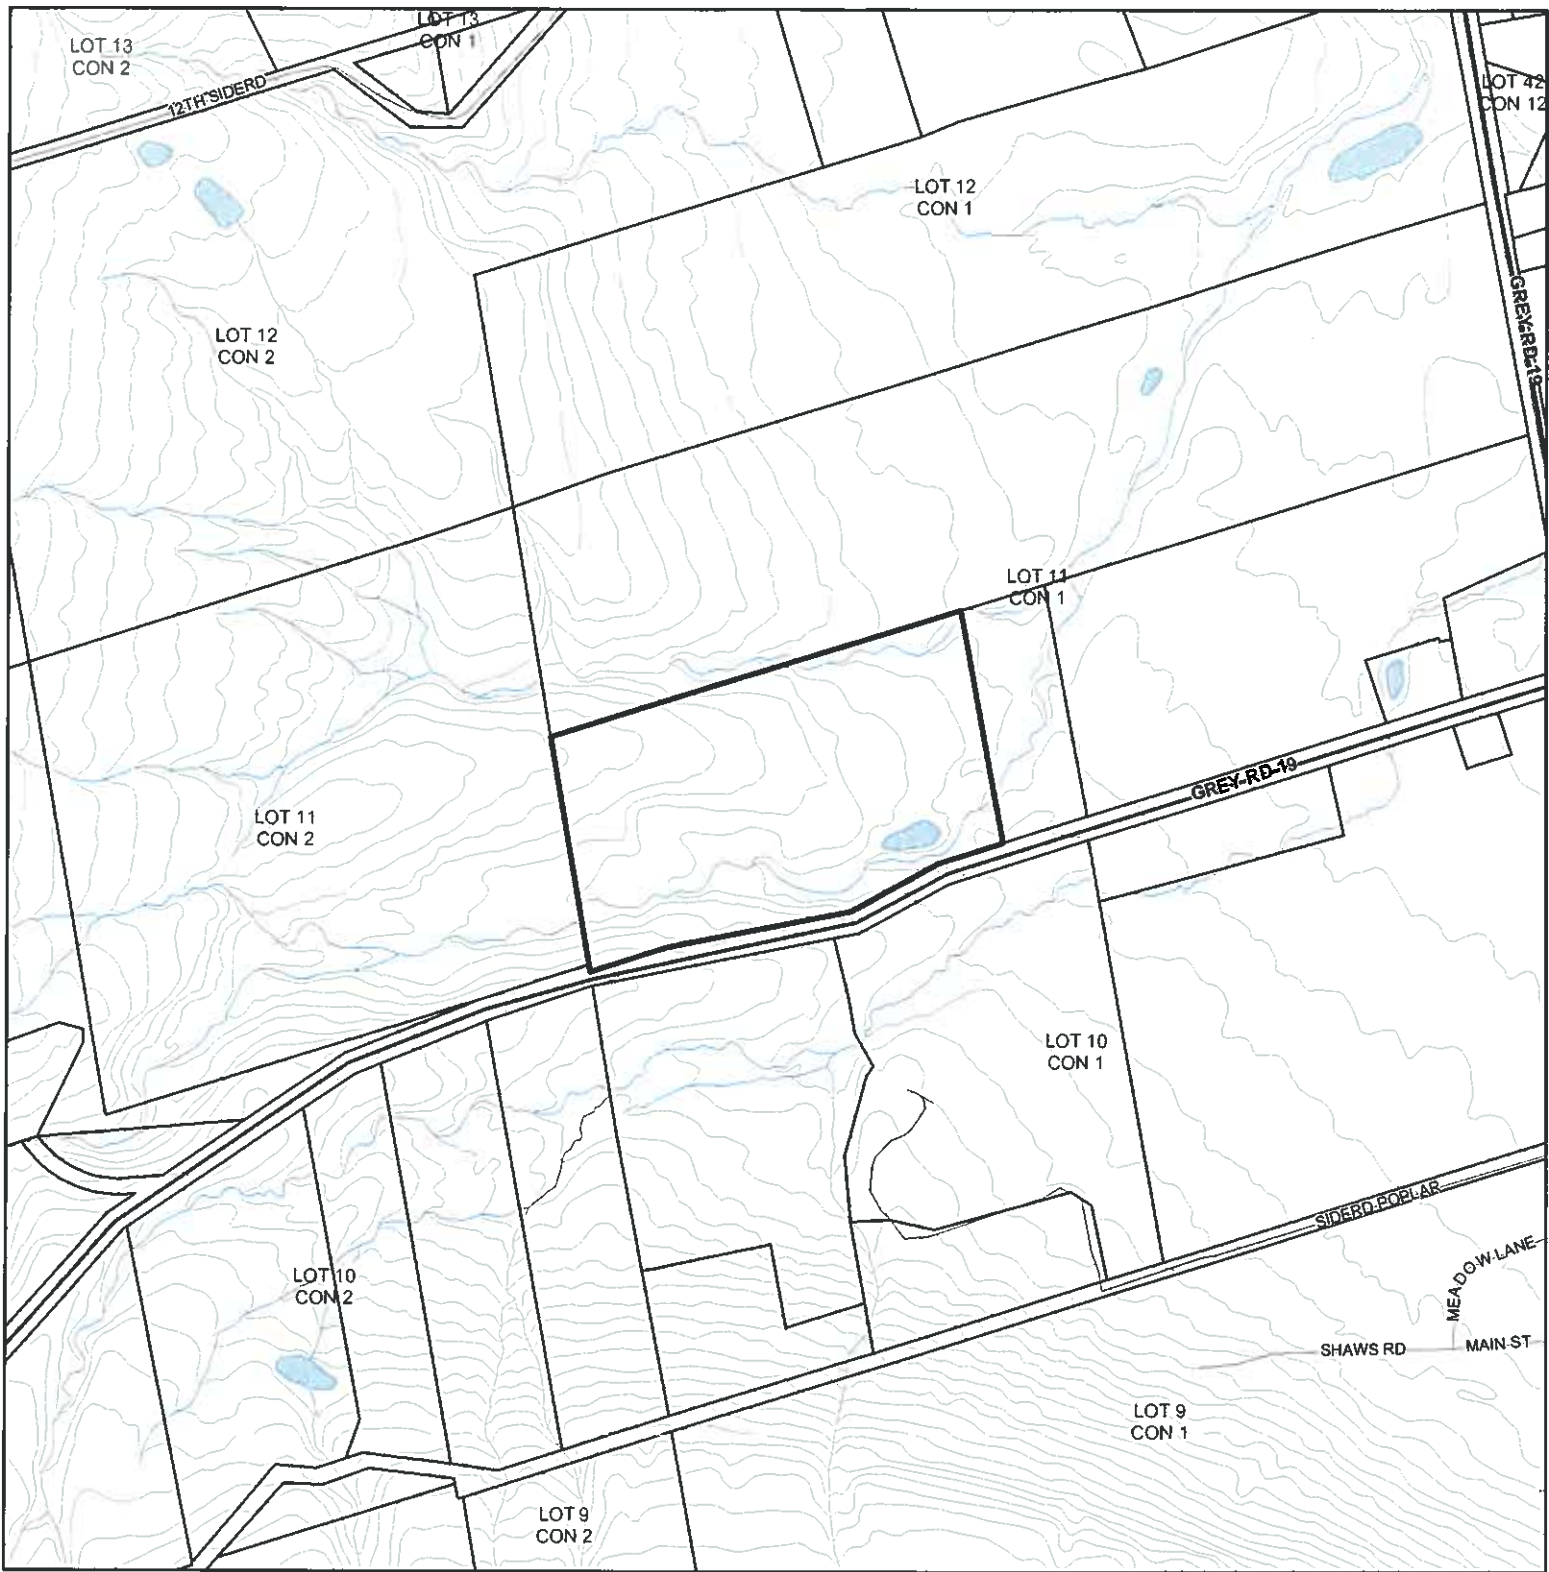 LOT 13
CON 1
LOT 13
CON 2
12TH SIDERD
LOT 42
CON 12
LOT 12
CON 1
GREY-RD-19
LOT 12
CON 2
LOT 11
CON 1
GREY-RD-19
LOT 11
CON 2
LOT 10
CON 1
SIDERD-POPLAR
MEADOW-LANE
LOT 10
CON 2
SHAWS RD
MAIN-ST
LOT 9
CON 1
LOT 9
CON 2